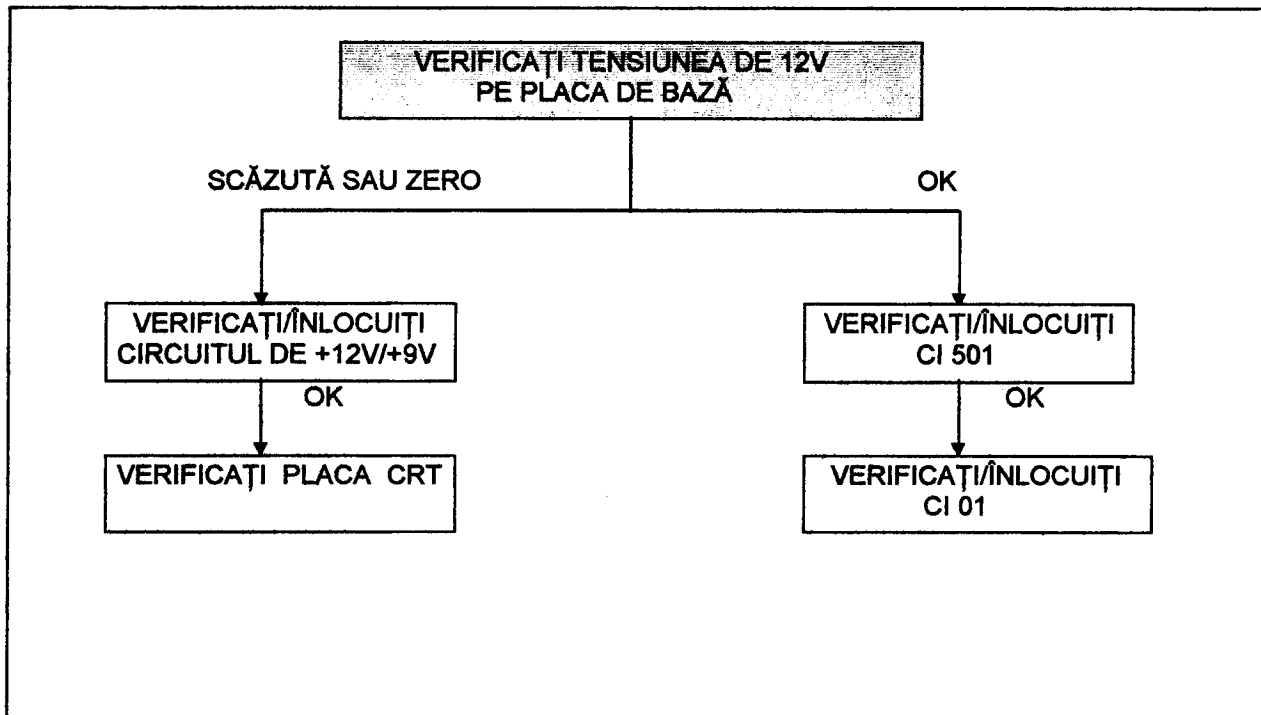 VERIFICAȚI TENSIUNEA DE 12V
PE PLACA DE BAZĂ
SCĂZUTĂ SAU ZERO
OK
VERIFICAȚI/ÎNLOCUIȚI
CIRCUITUL DE +12V/+9V
VERIFICAȚI/ÎNLOCUIȚI
CI 501
OK
OK
VERIFICAȚI PLACA CRT
VERIFICAȚI/ÎNLOCUIȚI
CI 01